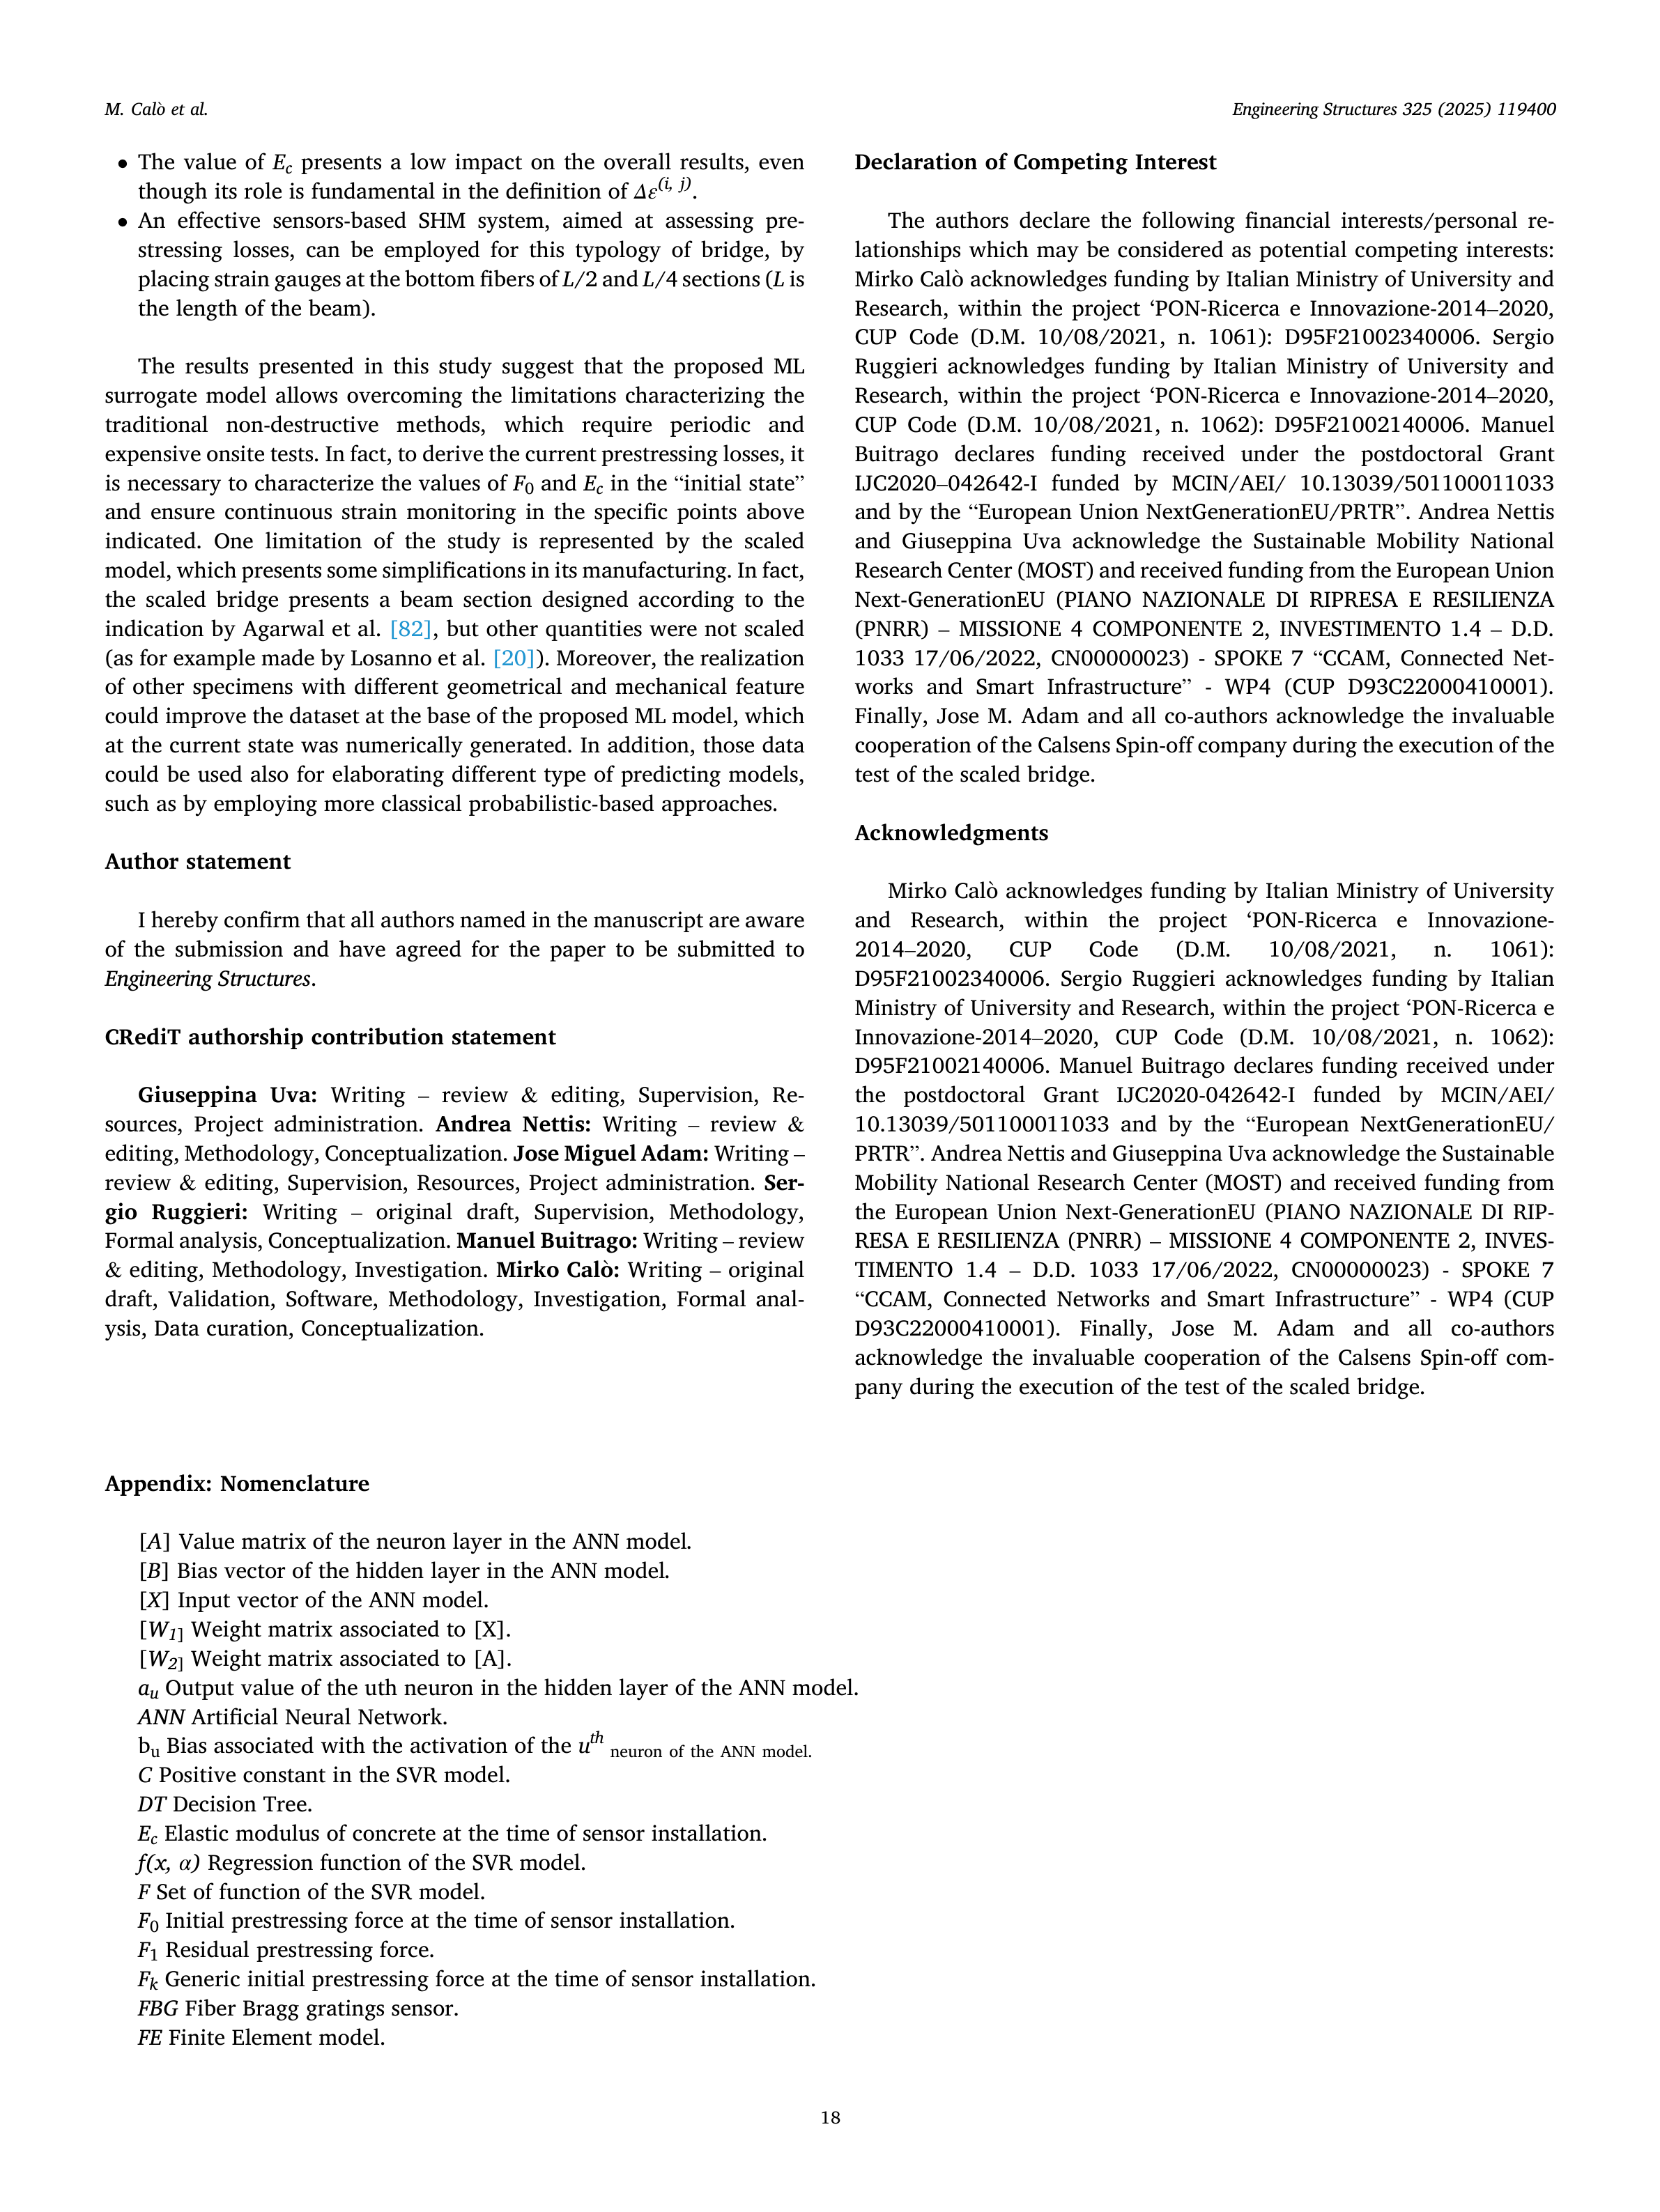 M. Calò et al.
Engineering Structures 325 (2025) 119400
• The value of Ec presents a low impact on the overall results, even
though its role is fundamental in the definition of Δε(i, j).
• An effective sensors-based SHM system, aimed at assessing pre-
stressing losses, can be employed for this typology of bridge, by
placing strain gauges at the bottom fibers of L/2 and L/4 sections (L is
the length of the beam).
The results presented in this study suggest that the proposed ML
surrogate model allows overcoming the limitations characterizing the
traditional non-destructive methods, which require periodic and
expensive onsite tests. In fact, to derive the current prestressing losses, it
is necessary to characterize the values of F0 and Ec in the “initial state”
and ensure continuous strain monitoring in the specific points above
indicated. One limitation of the study is represented by the scaled
model, which presents some simplifications in its manufacturing. In fact,
the scaled bridge presents a beam section designed according to the
indication by Agarwal et al. [82], but other quantities were not scaled
(as for example made by Losanno et al. [20]). Moreover, the realization
of other specimens with different geometrical and mechanical feature
could improve the dataset at the base of the proposed ML model, which
at the current state was numerically generated. In addition, those data
could be used also for elaborating different type of predicting models,
such as by employing more classical probabilistic-based approaches.
Author statement
I hereby confirm that all authors named in the manuscript are aware
of the submission and have agreed for the paper to be submitted to
Engineering Structures.
CRediT authorship contribution statement
Giuseppina Uva: Writing – review & editing, Supervision, Re-
sources, Project administration. Andrea Nettis: Writing – review &
editing, Methodology, Conceptualization. Jose Miguel Adam: Writing –
review & editing, Supervision, Resources, Project administration. Ser-
gio Ruggieri: Writing – original draft, Supervision, Methodology,
Formal analysis, Conceptualization. Manuel Buitrago: Writing – review
& editing, Methodology, Investigation. Mirko Calò: Writing – original
draft, Validation, Software, Methodology, Investigation, Formal anal-
ysis, Data curation, Conceptualization.
Declaration of Competing Interest
The authors declare the following financial interests/personal re-
lationships which may be considered as potential competing interests:
Mirko Calò acknowledges funding by Italian Ministry of University and
Research, within the project ‘PON-Ricerca e Innovazione-2014–2020,
CUP Code (D.M. 10/08/2021, n. 1061): D95F21002340006. Sergio
Ruggieri acknowledges funding by Italian Ministry of University and
Research, within the project ‘PON-Ricerca e Innovazione-2014–2020,
CUP Code (D.M. 10/08/2021, n. 1062): D95F21002140006. Manuel
Buitrago declares funding received under the postdoctoral Grant
IJC2020–042642-I funded by MCIN/AEI/ 10.13039/501100011033
and by the “European Union NextGenerationEU/PRTR”. Andrea Nettis
and Giuseppina Uva acknowledge the Sustainable Mobility National
Research Center (MOST) and received funding from the European Union
Next-GenerationEU (PIANO NAZIONALE DI RIPRESA E RESILIENZA
(PNRR) – MISSIONE 4 COMPONENTE 2, INVESTIMENTO 1.4 – D.D.
1033 17/06/2022, CN00000023) - SPOKE 7 “CCAM, Connected Net-
works and Smart Infrastructure” - WP4 (CUP D93C22000410001).
Finally, Jose M. Adam and all co-authors acknowledge the invaluable
cooperation of the Calsens Spin-off company during the execution of the
test of the scaled bridge.
Acknowledgments
Mirko Calò acknowledges funding by Italian Ministry of University
and Research, within the project ‘PON-Ricerca e Innovazione-
2014–2020, CUP Code (D.M. 10/08/2021, n. 1061):
D95F21002340006. Sergio Ruggieri acknowledges funding by Italian
Ministry of University and Research, within the project ‘PON-Ricerca e
Innovazione-2014–2020, CUP Code (D.M. 10/08/2021, n. 1062):
D95F21002140006. Manuel Buitrago declares funding received under
the postdoctoral Grant IJC2020-042642-I funded by MCIN/AEI/
10.13039/501100011033 and by the “European NextGenerationEU/
PRTR”. Andrea Nettis and Giuseppina Uva acknowledge the Sustainable
Mobility National Research Center (MOST) and received funding from
the European Union Next-GenerationEU (PIANO NAZIONALE DI RIP-
RESA E RESILIENZA (PNRR) – MISSIONE 4 COMPONENTE 2, INVES-
TIMENTO 1.4 – D.D. 1033 17/06/2022, CN00000023) - SPOKE 7
“CCAM, Connected Networks and Smart Infrastructure” - WP4 (CUP
D93C22000410001). Finally, Jose M. Adam and all co-authors
acknowledge the invaluable cooperation of the Calsens Spin-off com-
pany during the execution of the test of the scaled bridge.
Appendix: Nomenclature
[A] Value matrix of the neuron layer in the ANN model.
[B] Bias vector of the hidden layer in the ANN model.
[X] Input vector of the ANN model.
[W1] Weight matrix associated to [X].
[W2] Weight matrix associated to [A].
au Output value of the uth neuron in the hidden layer of the ANN model.
ANN Artificial Neural Network.
bu Bias associated with the activation of the uth neuron of the ANN model.
C Positive constant in the SVR model.
DT Decision Tree.
Ec Elastic modulus of concrete at the time of sensor installation.
f(x, α) Regression function of the SVR model.
F Set of function of the SVR model.
F0 Initial prestressing force at the time of sensor installation.
F1 Residual prestressing force.
Fk Generic initial prestressing force at the time of sensor installation.
FBG Fiber Bragg gratings sensor.
FE Finite Element model.
18